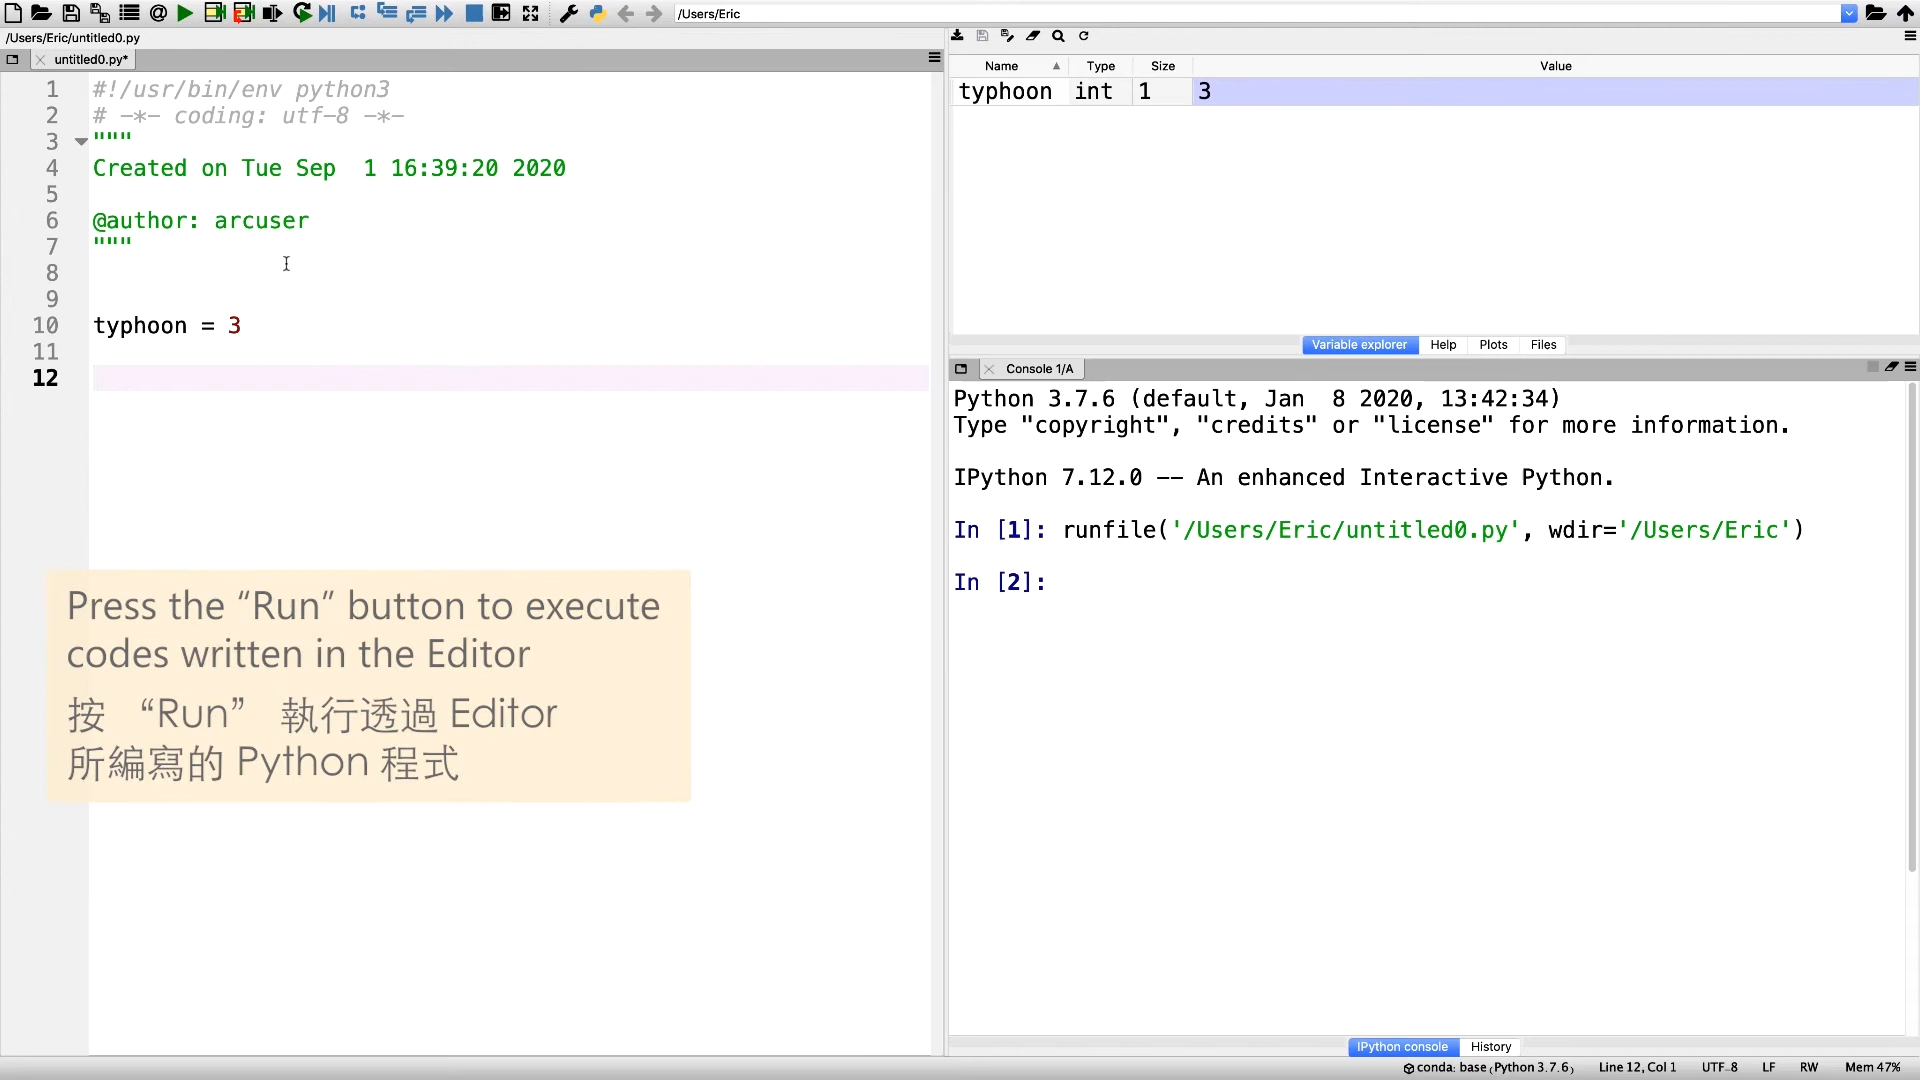 /Users/Eric
/Users/Eric/untitled0.py
untitled0.py*
1 #!/usr/bin/env python3
2 # -*- coding: utf-8 -*-
3 """
4 Created on Tue Sep  1 16:39:20 2020
5
6 @author: arcuser
7 """
8
9
10 typhoon = 3
11
12
Press the “Run” button to execute
codes written in the Editor
按 “Run” 執行透過 Editor
所編寫的 Python 程式
Name Type Size Value
typhoon int 1 3
Variable explorer Help Plots Files
Console 1/A
Python 3.7.6 (default, Jan  8 2020, 13:42:34)
Type "copyright", "credits" or "license" for more information.
IPython 7.12.0 -- An enhanced Interactive Python.
In [1]: runfile('/Users/Eric/untitled0.py', wdir='/Users/Eric')
In [2]:
IPython console History
conda: base (Python 3.7.6) Line 12, Col 1 UTF-8 LF RW Mem 47%